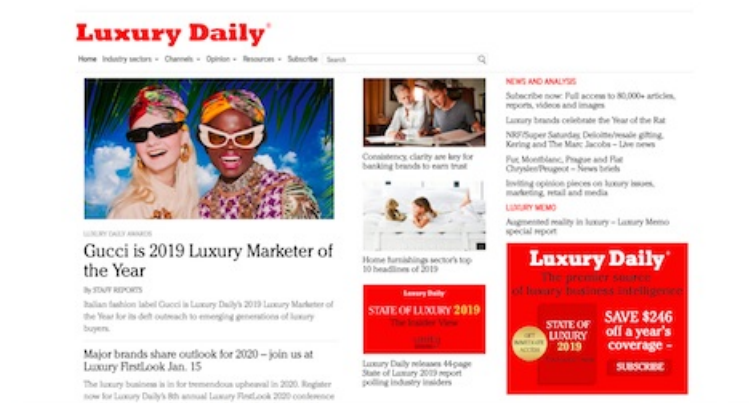 Luxury Daily®
Home Industry sectors Channels Opinion Resources Subscribe Search
LUXURY DAILY AWARDS
Gucci is 2019 Luxury Marketer of
the Year
By STAFF REPORTS
Italian fashion label Gucci is Luxury Daily's 2019 Luxury Marketer of
the Year for its deft outreach to emerging generations of luxury
buyers.
Major brands share outlook for 2020 – join us at
Luxury FirstLook Jan. 15
The luxury business is in for tremendous upheaval in 2020. Register
now for Luxury Daily's 8th annual Luxury FirstLook 2020 conference
Consistency, clarity are key for
banking brands to earn trust
Home furnishings sector's top
10 headlines of 2019
Luxury Daily
STATE OF LUXURY 2019
The Insider View
Luxury Daily releases 44-page
State of Luxury 2019 report
polling industry insiders
NEWS AND ANALYSIS
Subscribe now: Full access to 80,000+ articles,
reports, videos and images
Luxury brands celebrate the Year of the Rat
NRF/Super Saturday, Deloitte/resale gifting,
Kering and The Marc Jacobs – Live news
Fur, Montblanc, Prague and Fiat
Chrysler/Peugeot – News briefs
Inviting opinion pieces on luxury issues,
marketing, retail and media
LUXURY MEMO
Augmented reality in luxury – Luxury Memo
special report
Luxury Daily®
The premier source
of luxury business intelligence
GET
IMMEDIATE
ACCESS
STATE OF
LUXURY
2019
SAVE $246
off a year's
coverage –
SUBSCRIBE